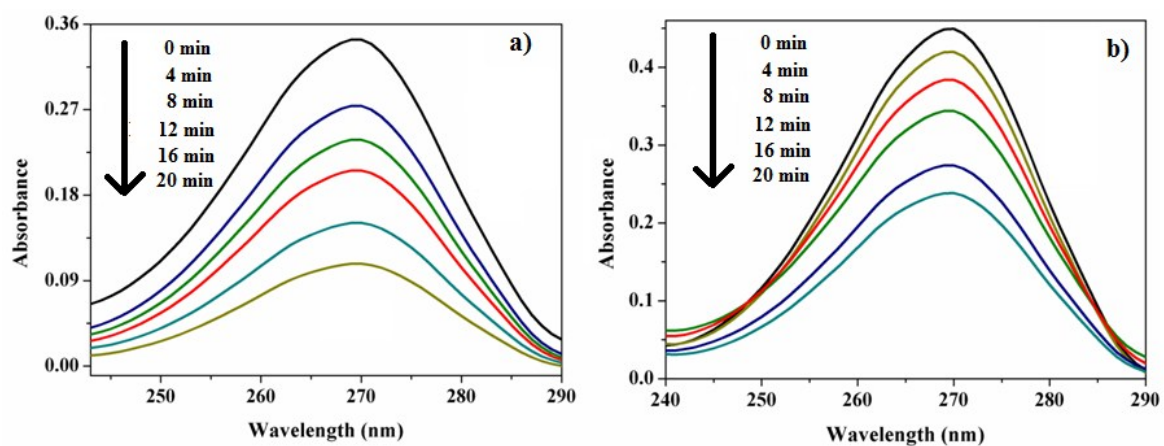 a)
0 min
4 min
8 min
12 min
16 min
20 min
0.36
0.27
0.18
0.09
0.00
Absorbance
250 260 270 280 290
Wavelength (nm)
b)
0 min
4 min
8 min
12 min
16 min
20 min
0.4
0.3
0.2
0.1
0.0
Absorbance
240 250 260 270 280 290
Wavelength (nm)